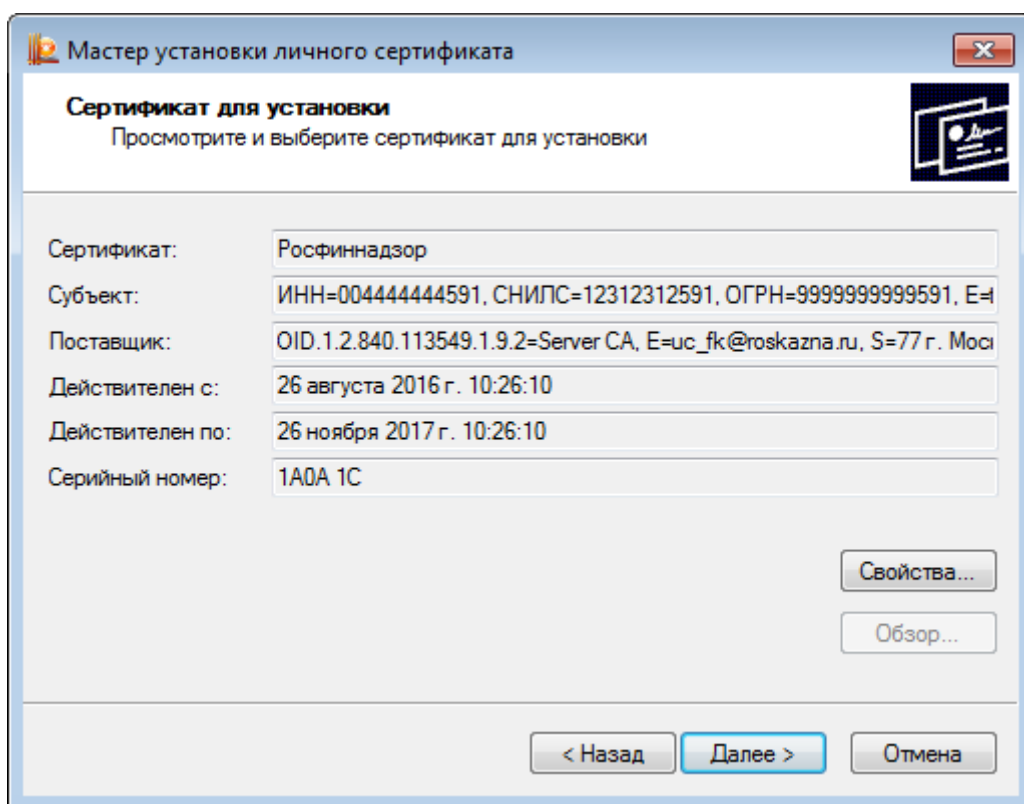 Мастер установки личного сертификата
Сертификат для установки
Просмотрите и выберите сертификат для установки
Сертификат: Росфиннадзор
Субъект: ИНН=004444444591, СНИЛС=12312312591, ОГРН=9999999999591, E=
Поставщик: OID.1.2.840.113549.1.9.2=Server CA, E=uc_fk@roskazna.ru, S=77 г. Моск
Действителен с: 26 августа 2016 г. 10:26:10
Действителен по: 26 ноября 2017 г. 10:26:10
Серийный номер: 1A0A 1C
Свойства...
Обзор...
< Назад Далее > Отмена